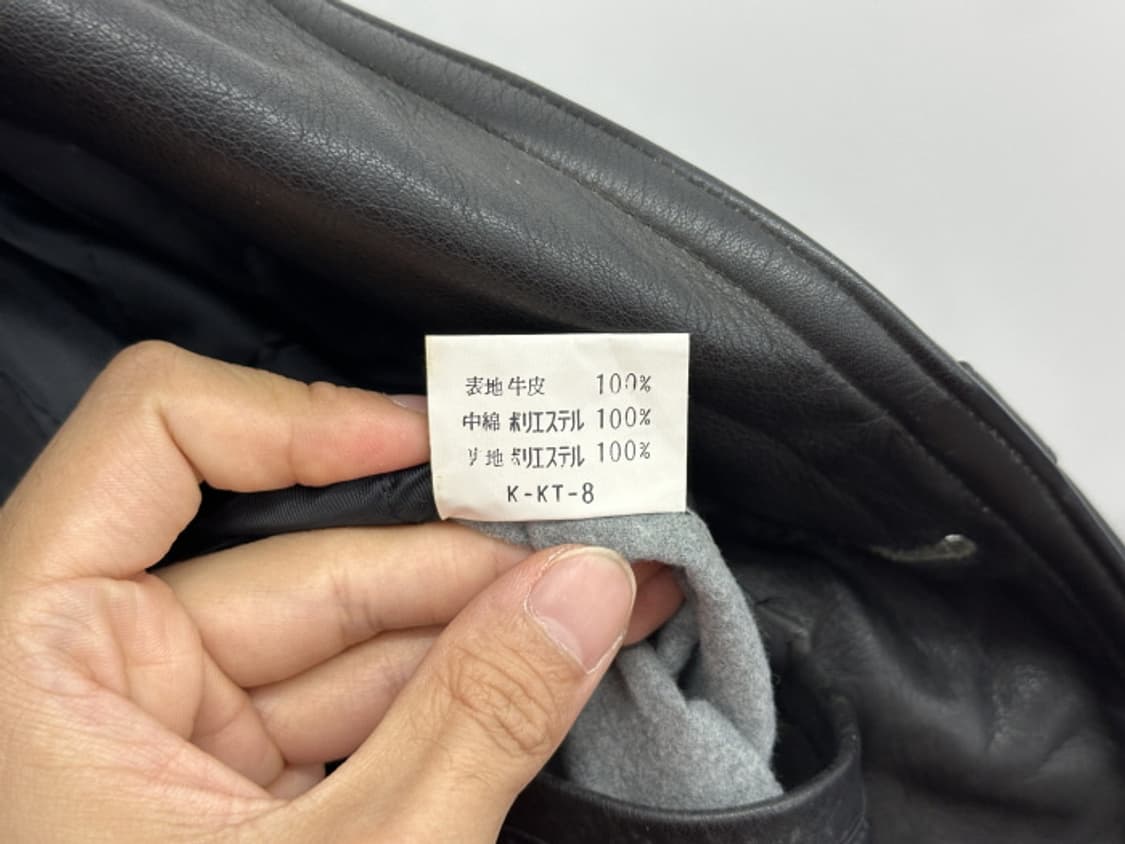 表地 牛皮 100%
中綿 ポリエステル 100%
地 ポリエステル 100%
K-KT-8